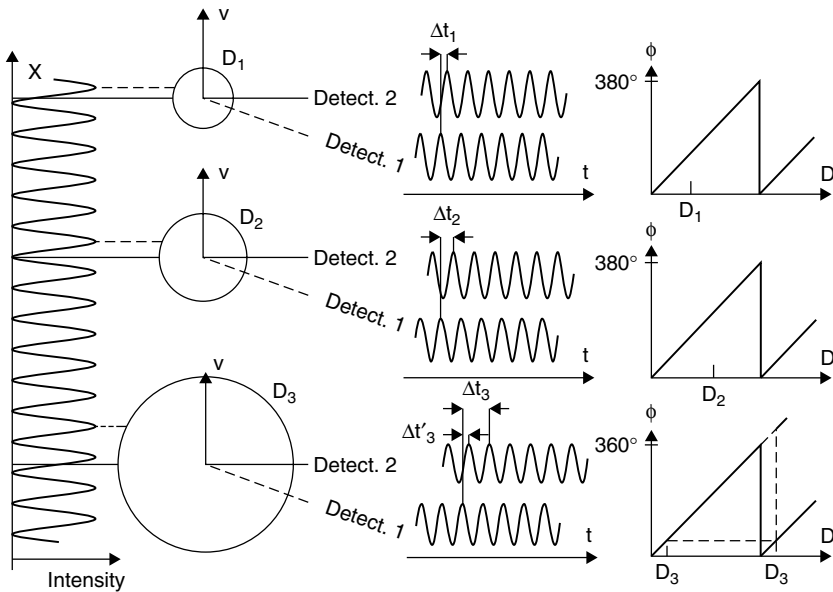 X
Intensity
v
D₁
Detect. 2
Detect. 1
Δt₁
t
ϕ
380°
D₁
D
v
D₂
Detect. 2
Detect. 1
Δt₂
t
ϕ
380°
D₂
D
v
D₃
Detect. 2
Detect. 1
Δt₃
Δt'₃
t
ϕ
360°
D₃
D₃
D